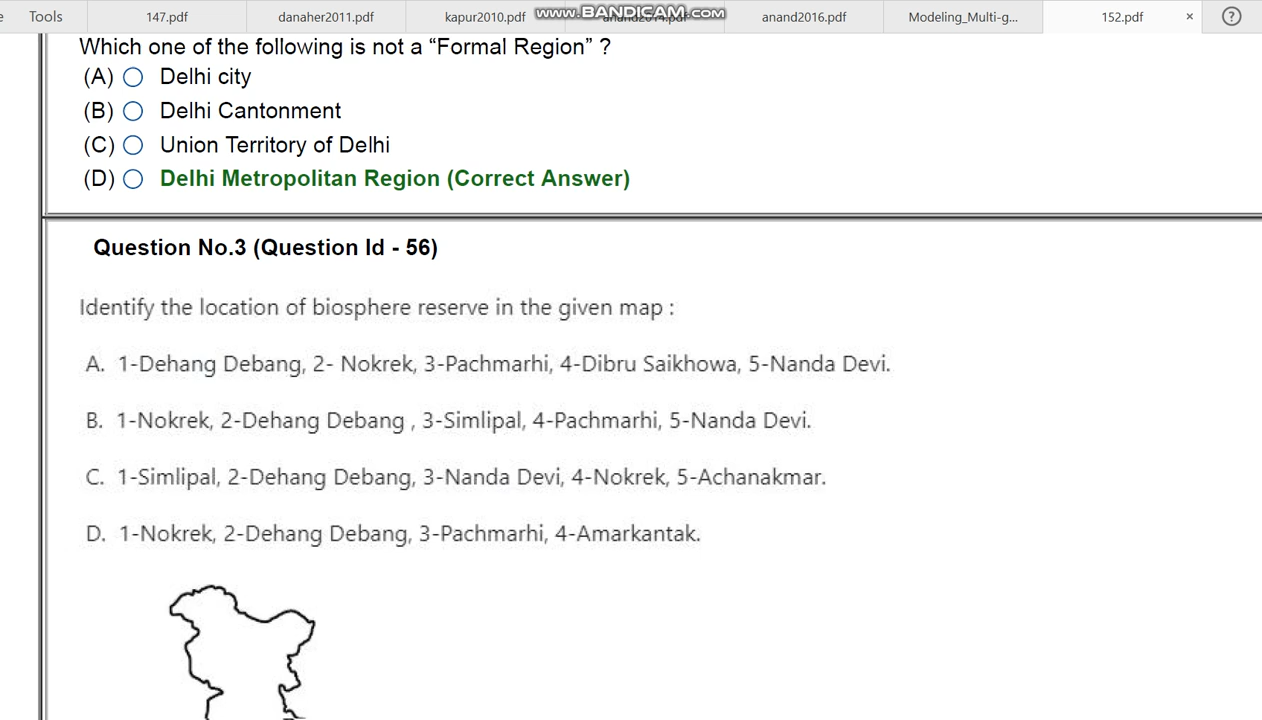 e Tools 147.pdf danaher2011.pdf kapur2010.pdf anand2014.pdf anand2016.pdf Modeling_Multi-g... 152.pdf × ?
www.BANDICAM.com
Which one of the following is not a “Formal Region” ?
(A) Delhi city
(B) Delhi Cantonment
(C) Union Territory of Delhi
(D) Delhi Metropolitan Region (Correct Answer)
Question No.3 (Question Id - 56)
Identify the location of biosphere reserve in the given map :
A. 1-Dehang Debang, 2- Nokrek, 3-Pachmarhi, 4-Dibru Saikhowa, 5-Nanda Devi.
B. 1-Nokrek, 2-Dehang Debang , 3-Simlipal, 4-Pachmarhi, 5-Nanda Devi.
C. 1-Simlipal, 2-Dehang Debang, 3-Nanda Devi, 4-Nokrek, 5-Achanakmar.
D. 1-Nokrek, 2-Dehang Debang, 3-Pachmarhi, 4-Amarkantak.